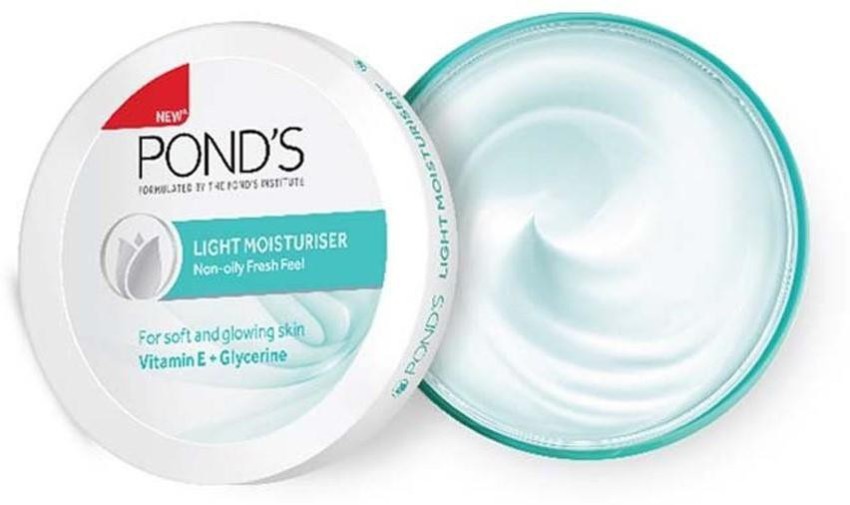 NEW*
POND'S
FORMULATED BY THE POND'S INSTITUTE
LIGHT MOISTURISER
Non-oily Fresh Feel
For soft and glowing skin
Vitamin E + Glycerine
POND'S LIGHT MOISTURISER™